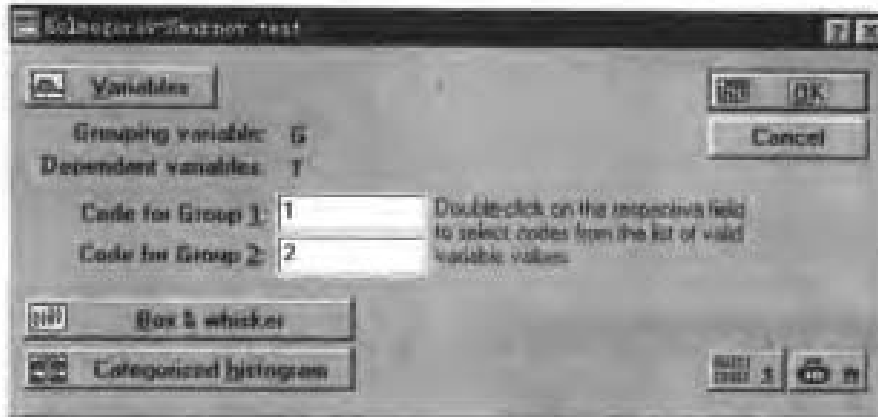 Kolmogorov-Smirnov test
Variables
OK
Grouping variable: G
Cancel
Dependent variables: T
Code for Group 1: 1
Double-click on the respective field
to select codes from the list of valid
variable values
Code for Group 2: 2
Box & whisker
Categorized histogram